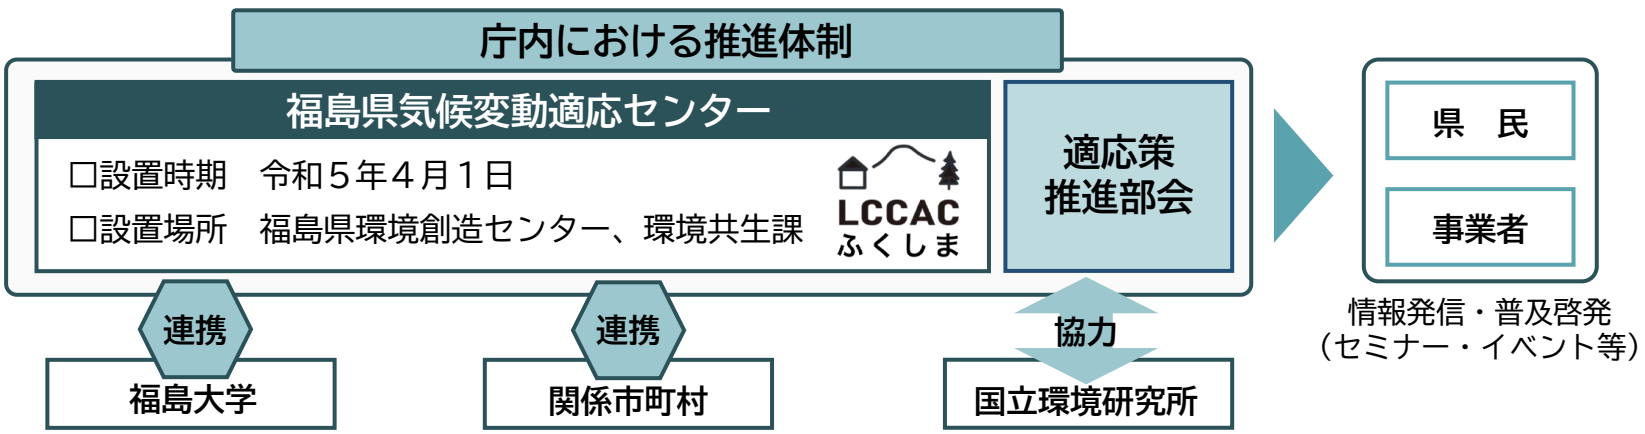 庁内における推進体制
福島県気候変動適応センター
□設置時期　令和５年４月１日
□設置場所　福島県環境創造センター、環境共生課
LCCAC
ふくしま
適応策
推進部会
県　民
事業者
情報発信・普及啓発
（セミナー・イベント等）
連携
連携
協力
福島大学
関係市町村
国立環境研究所